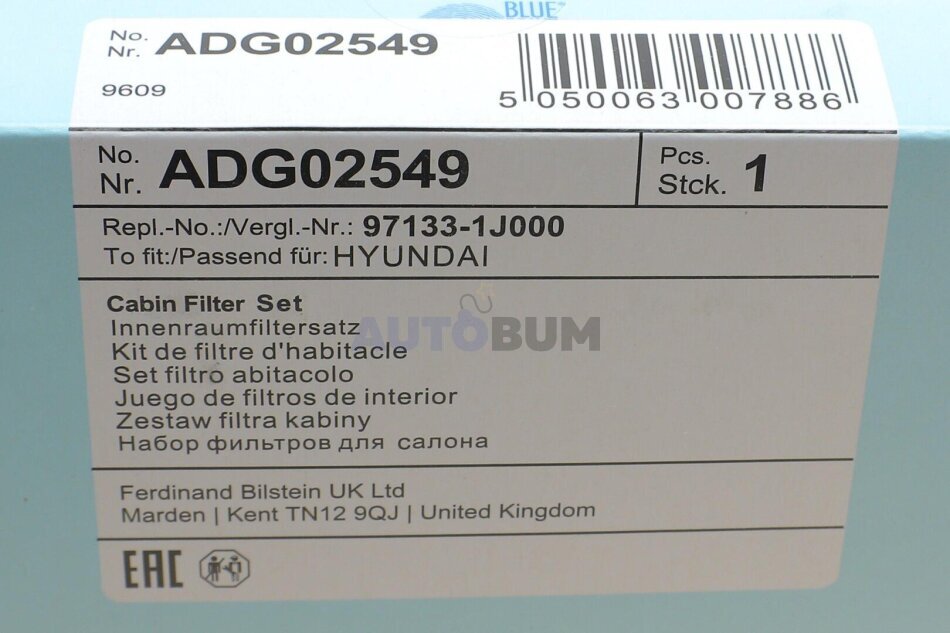 BLUE
No.
Nr. ADG02549
9609
5 050063 007886
No.
Nr. ADG02549
Pcs.
Stck. 1
Repl.-No.:/Vergl.-Nr.: 97133-1J000
To fit:/Passend für: HYUNDAI
Cabin Filter Set
Innenraumfiltersatz
Kit de filtre d'habitacle
Set filtro abitacolo
Juego de filtros de interior
Zestaw filtra kabiny
Набор фильтров для салона
AUTOBUM
Ferdinand Bilstein UK Ltd
Marden | Kent TN12 9QJ | United Kingdom
EAC